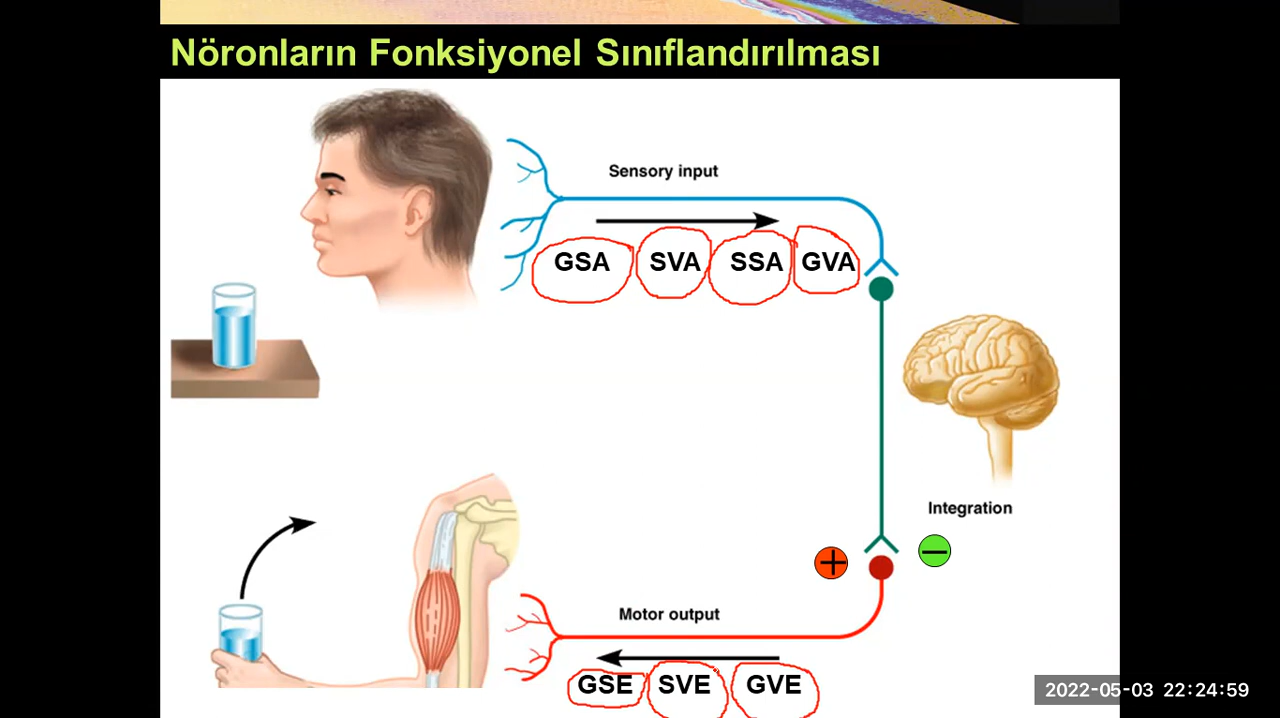 Nöronların Fonksiyonel Sınıflandırılması
Sensory input
GSA SVA SSA GVA
Integration
Motor output
GSE SVE GVE
2022-05-03 22:24:59